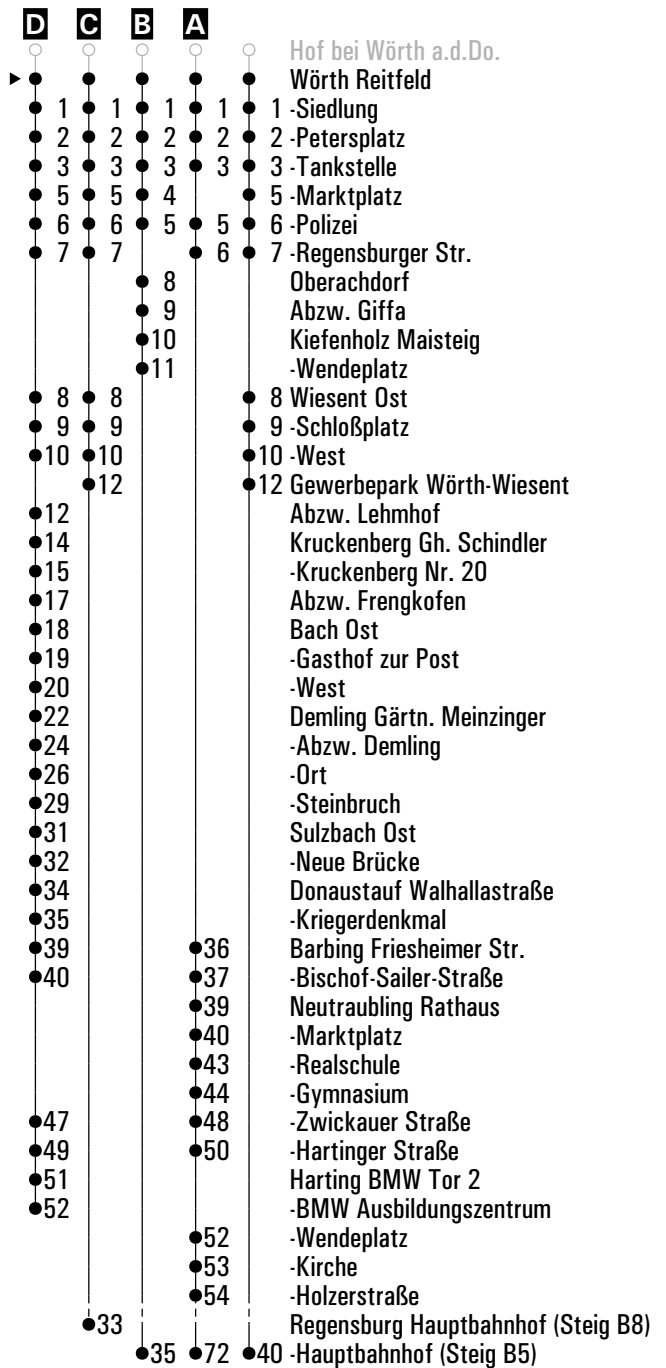 D C B A
Hof bei Wörth a.d.Do.
Wörth Reitfeld
1 1 1 1 1 -Siedlung
2 2 2 2 2 -Petersplatz
3 3 3 3 3 -Tankstelle
5 5 4 5 -Marktplatz
6 6 5 5 6 -Polizei
7 7 6 7 -Regensburger Str.
8 Oberachdorf
9 Abzw. Giffa
10 Kiefenholz Maisteig
11 -Wendeplatz
8 8 8 Wiesent Ost
9 9 9 -Schloßplatz
10 10 10 -West
12 12 Gewerbepark Wörth-Wiesent
12 Abzw. Lehmhof
14 Kruckenberg Gh. Schindler
15 -Kruckenberg Nr. 20
17 Abzw. Frengkofen
18 Bach Ost
19 -Gasthof zur Post
20 -West
22 Demling Gärtn. Meinzinger
24 -Abzw. Demling
26 -Ort
29 -Steinbruch
31 Sulzbach Ost
32 -Neue Brücke
34 Donaustauf Walhallastraße
35 -Kriegerdenkmal
39 36 Barbing Friesheimer Str.
40 37 -Bischof-Sailer-Straße
39 Neutraubling Rathaus
40 -Marktplatz
43 -Realschule
44 -Gymnasium
47 48 -Zwickauer Straße
49 50 -Hartinger Straße
51 Harting BMW Tor 2
52 -BMW Ausbildungszentrum
52 -Wendeplatz
53 -Kirche
54 -Holzerstraße
33 Regensburg Hauptbahnhof (Steig B8)
35 72 40 -Hauptbahnhof (Steig B5)